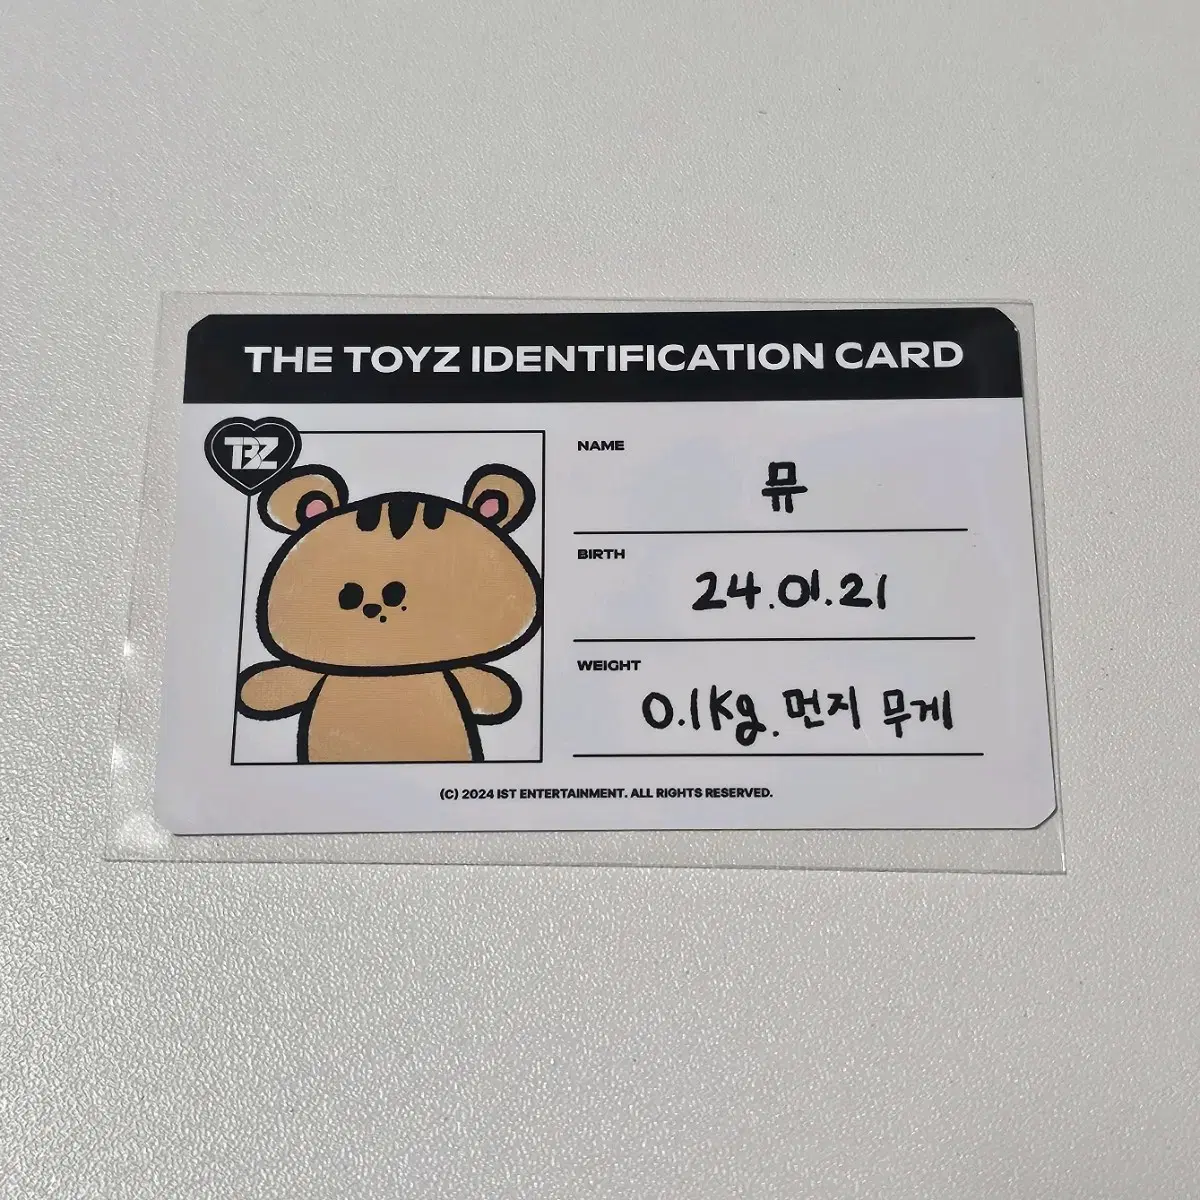 THE TOYZ IDENTIFICATION CARD
TBZ
NAME
뮤
BIRTH
24.01.21
WEIGHT
0.1kg. 먼지 무게
(C) 2024 IST ENTERTAINMENT. ALL RIGHTS RESERVED.